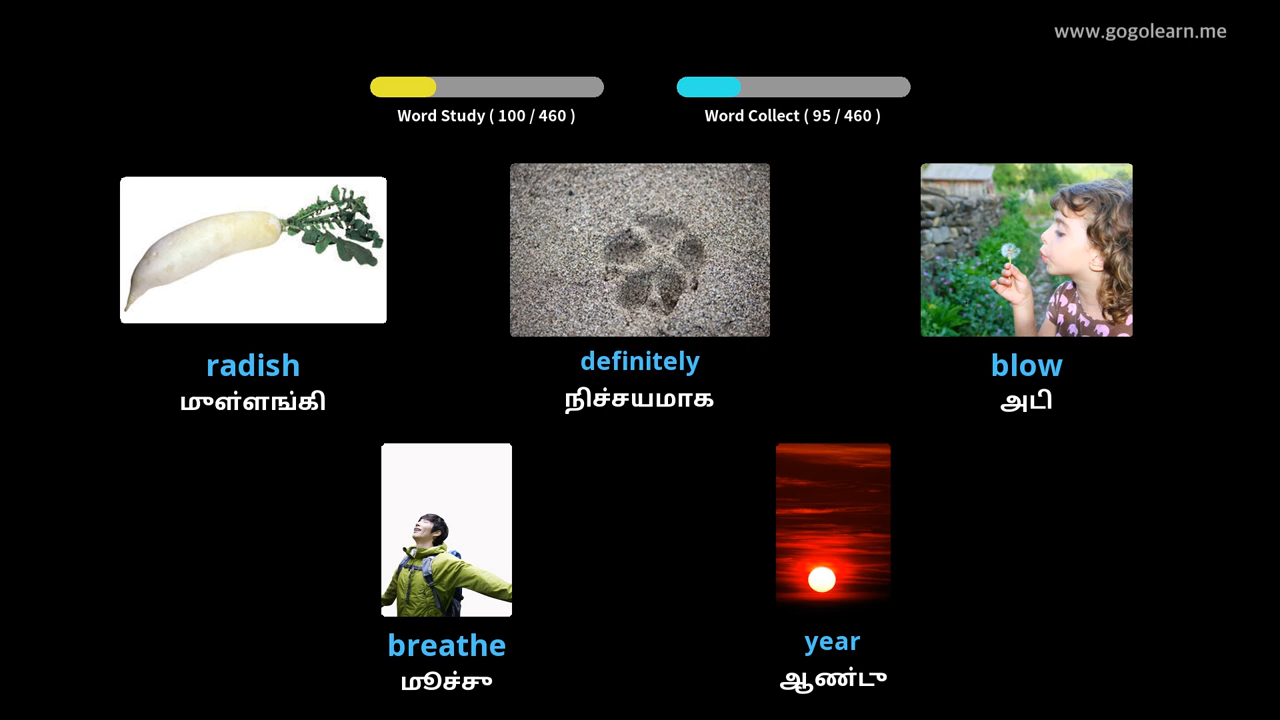 www.gogolearn.me
Word Study ( 100 / 460 )
Word Collect ( 95 / 460 )
radish
முள்ளங்கி
definitely
நிச்சயமாக
blow
அடி
breathe
மூச்சு
year
ஆண்டு